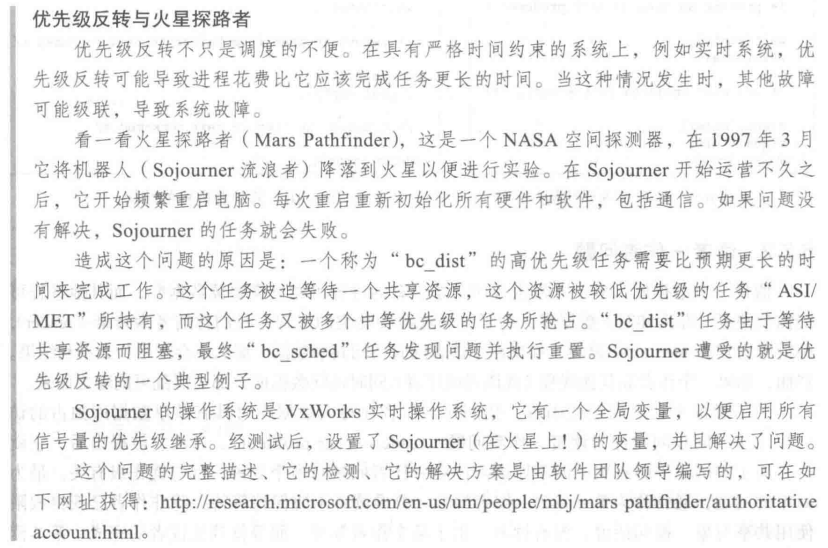 优先级反转与火星探路者
优先级反转不只是调度的不便。在具有严格时间约束的系统上，例如实时系统，优
先级反转可能导致进程花费比它应该完成任务更长的时间。当这种情况发生时，其他故障
可能级联，导致系统故障。
看一看火星探路者（Mars Pathfinder），这是一个 NASA 空间探测器，在 1997 年 3 月
它将机器人（Sojourner 流浪者）降落到火星以便进行实验。在 Sojourner 开始运营不久之
后，它开始频繁重启电脑。每次重启重新初始化所有硬件和软件，包括通信。如果问题没
有解决，Sojourner 的任务就会失败。
造成这个问题的原因是：一个称为“bc_dist”的高优先级任务需要比预期更长的时
间来完成工作。这个任务被迫等待一个共享资源，这个资源被较低优先级的任务“ASI/
MET”所持有，而这个任务又被多个中等优先级的任务所抢占。“bc_dist”任务由于等待
共享资源而阻塞，最终“bc_sched”任务发现问题并执行重置。Sojourner 遭受的就是优
先级反转的一个典型例子。
Sojourner 的操作系统是 VxWorks 实时操作系统，它有一个全局变量，以便启用所有
信号量的优先级继承。经测试后，设置了 Sojourner（在火星上！）的变量，并且解决了问题。
这个问题的完整描述、它的检测、它的解决方案是由软件团队领导编写的，可在如
下网址获得：http://research.microsoft.com/en-us/um/people/mbj/mars pathfinder/authoritative
account.html。